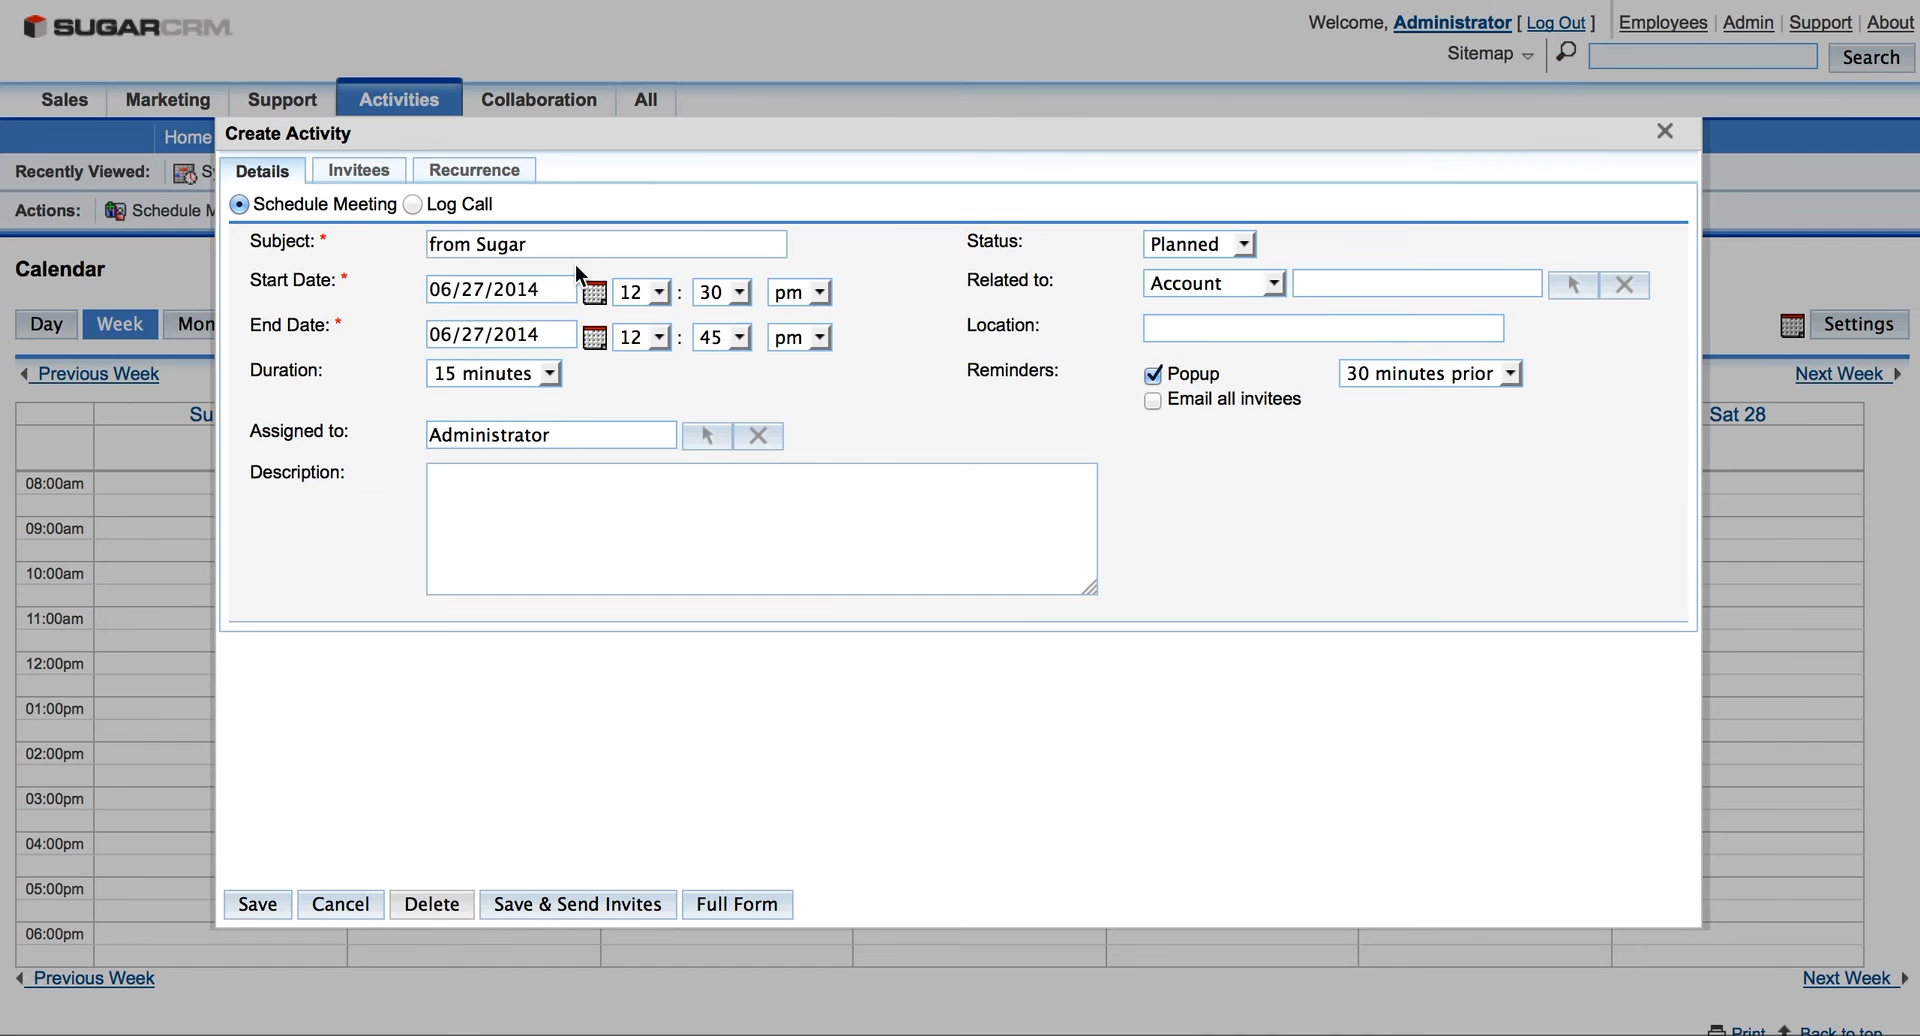 SUGARCRM
Welcome, Administrator [ Log Out ] Employees Admin Support About
Sitemap Search
Sales Marketing Support Activities Collaboration All
Home
Create Activity
Recently Viewed:
Details Invitees Recurrence
Actions: Schedule M
Schedule Meeting Log Call
Subject: * from Sugar Status: Planned
Calendar
Start Date: * 06/27/2014 12 : 30 pm Related to: Account
Day Week Mon Settings
End Date: * 06/27/2014 12 : 45 pm Location:
Previous Week Next Week
Duration: 15 minutes Reminders: Popup 30 minutes prior
Email all invitees
Su Sat 28
Assigned to: Administrator
Description:
08:00am
09:00am
10:00am
11:00am
12:00pm
01:00pm
02:00pm
03:00pm
04:00pm
05:00pm
Save Cancel Delete Save & Send Invites Full Form
06:00pm
Previous Week Next Week
Print Back to top